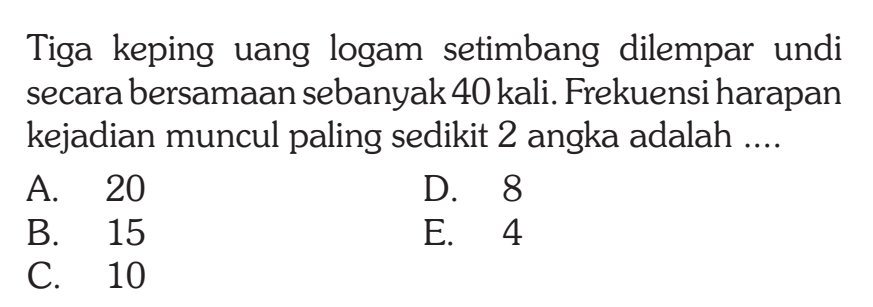 Tiga keping uang logam setimbang dilempar undi
secara bersamaan sebanyak 40 kali. Frekuensi harapan
kejadian muncul paling sedikit 2 angka adalah ....
A. 20 D. 8
B. 15 E. 4
C. 10